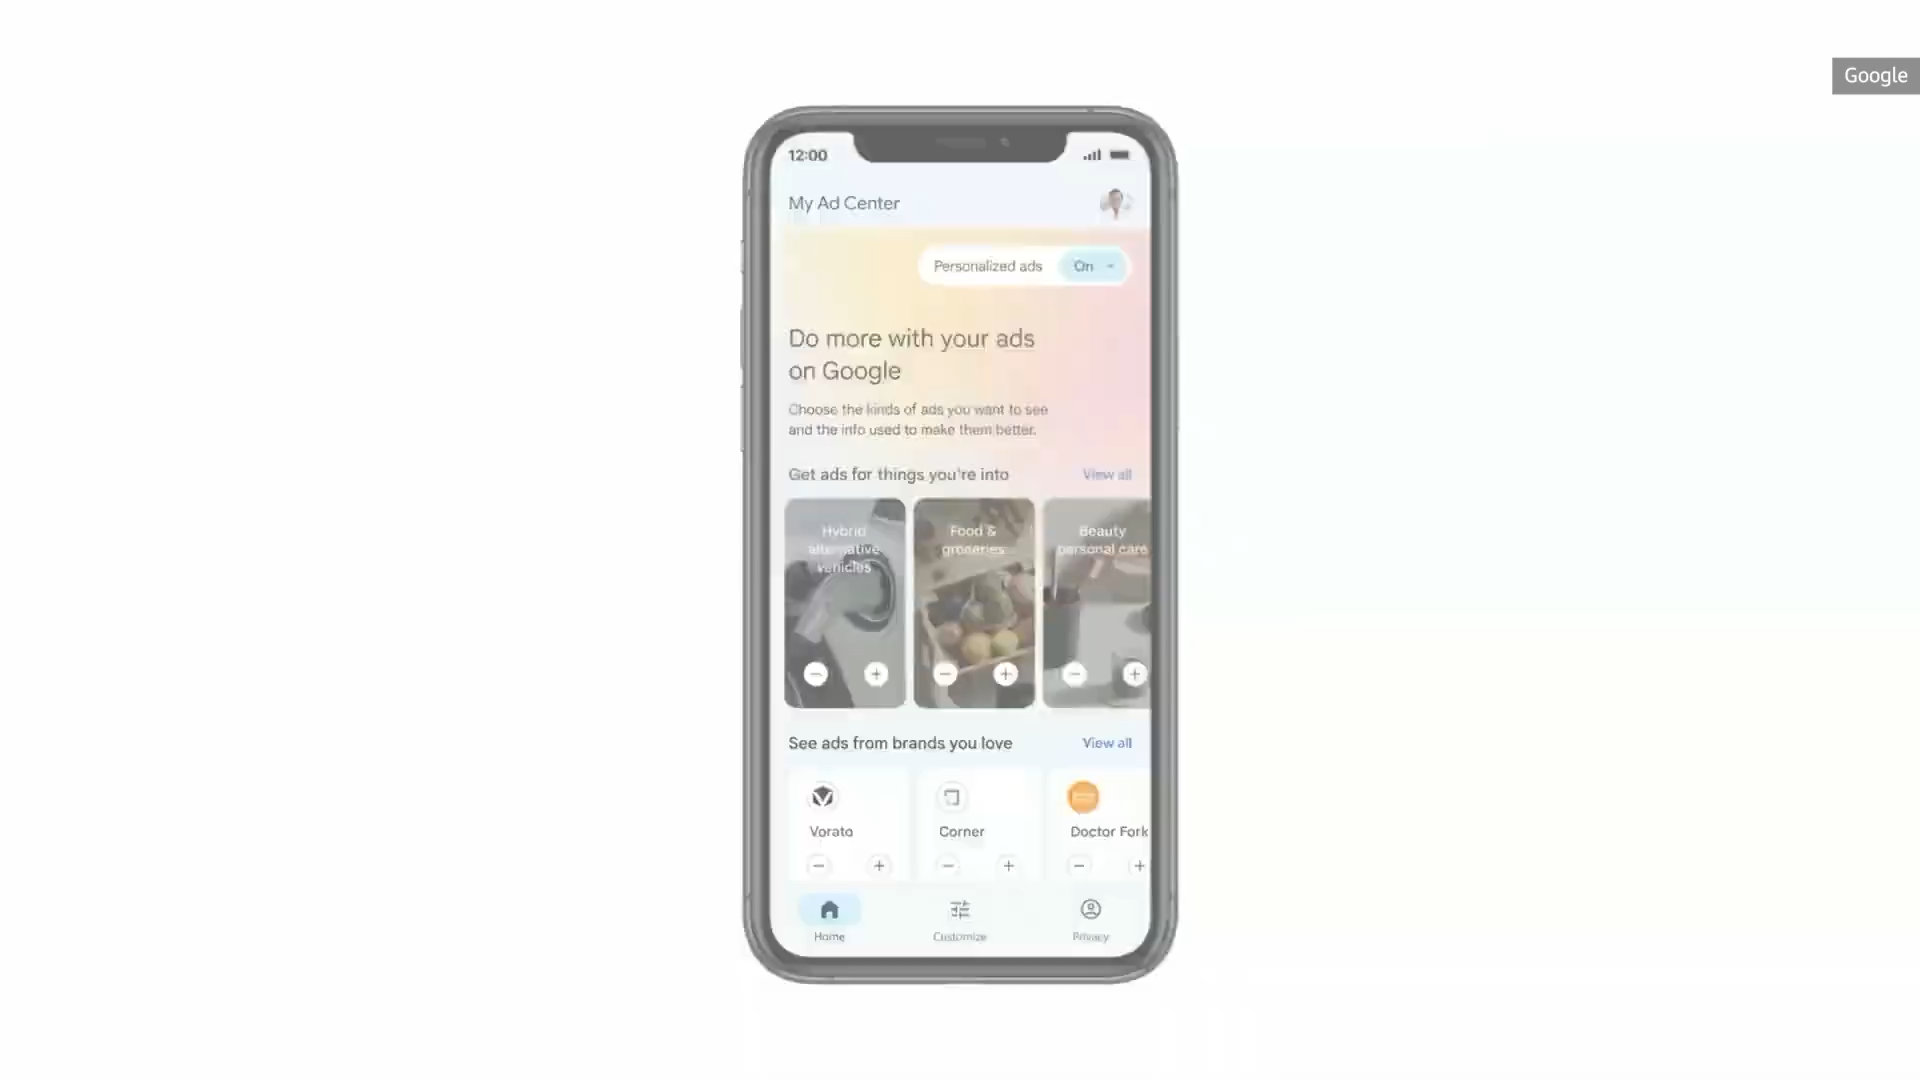 Google
12:00
My Ad Center
Personalized ads On
Do more with your ads
on Google
Choose the kinds of ads you want to see
and the info used to make them better.
Get ads for things you're into View all
Hybrid
alternative
vehicles
Food &
groceries
Beauty
personal care
See ads from brands you love View all
Vorato
Corner
Doctor Fork
Home
Customize
Privacy